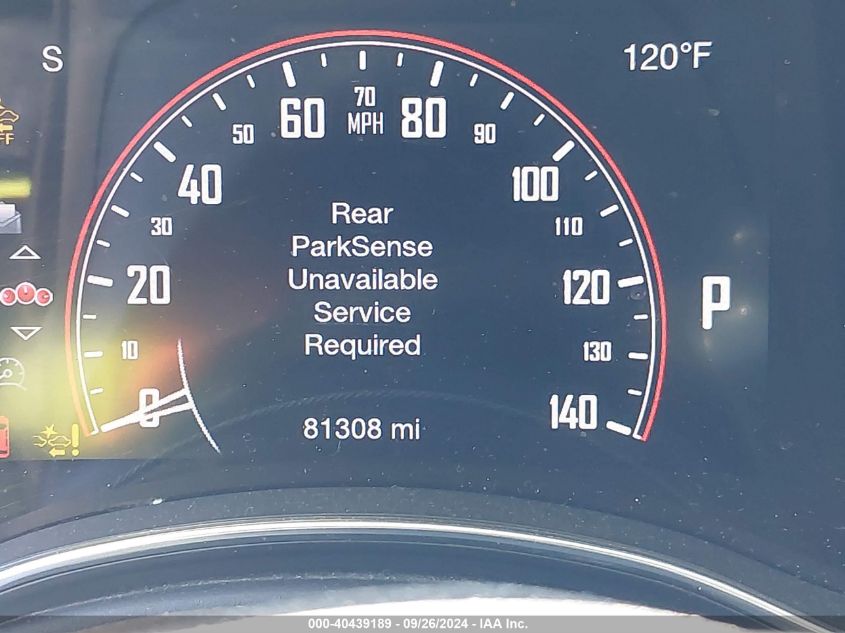 S
120°F
70
60 MPH 80
50
90
40
100
30
110
20
120
P
10
130
0
140
Rear
ParkSense
Unavailable
Service
Required
81308 mi
!
000-40439189 - 09/26/2024 - IAA Inc.